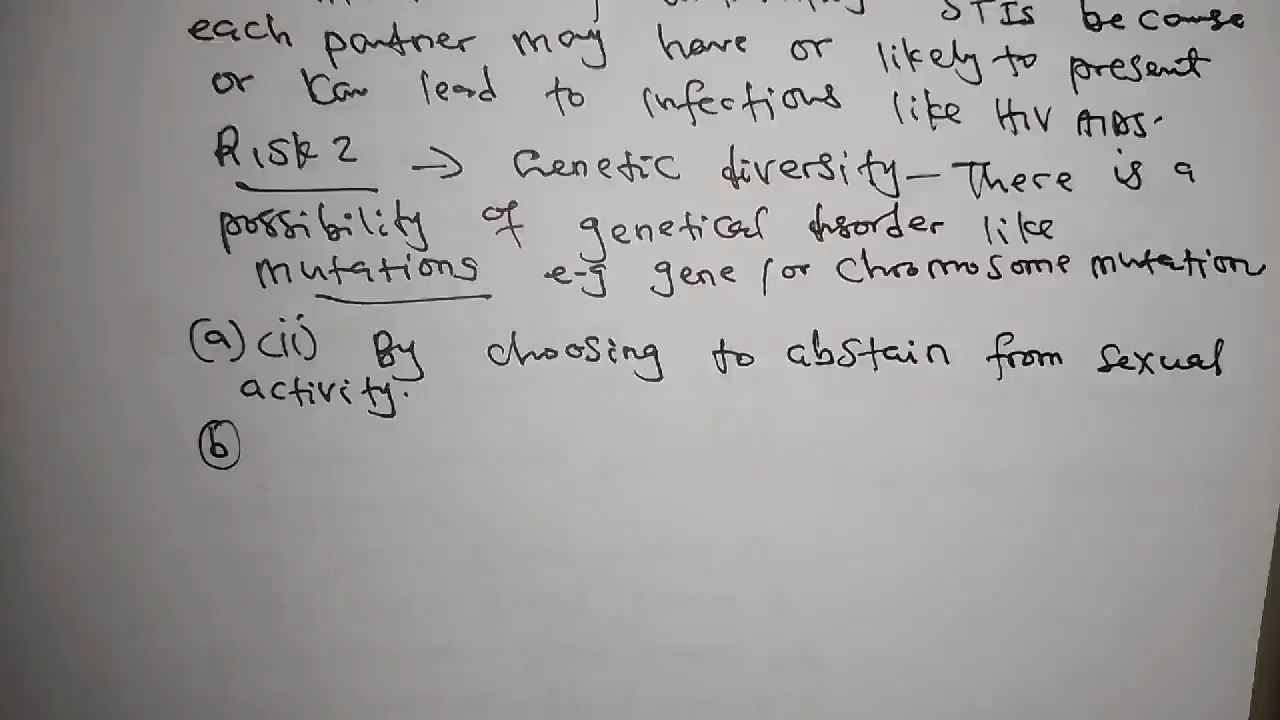 STIs because
each partner may have or likely to present
or can lead to infections like HIV AIDS.
Risk 2 → Genetic diversity - There is a
possibility of genetical disorder like
mutations e-g gene / or chromosome mutation
(a) (ii) By choosing to abstain from sexual
activity.
(b)